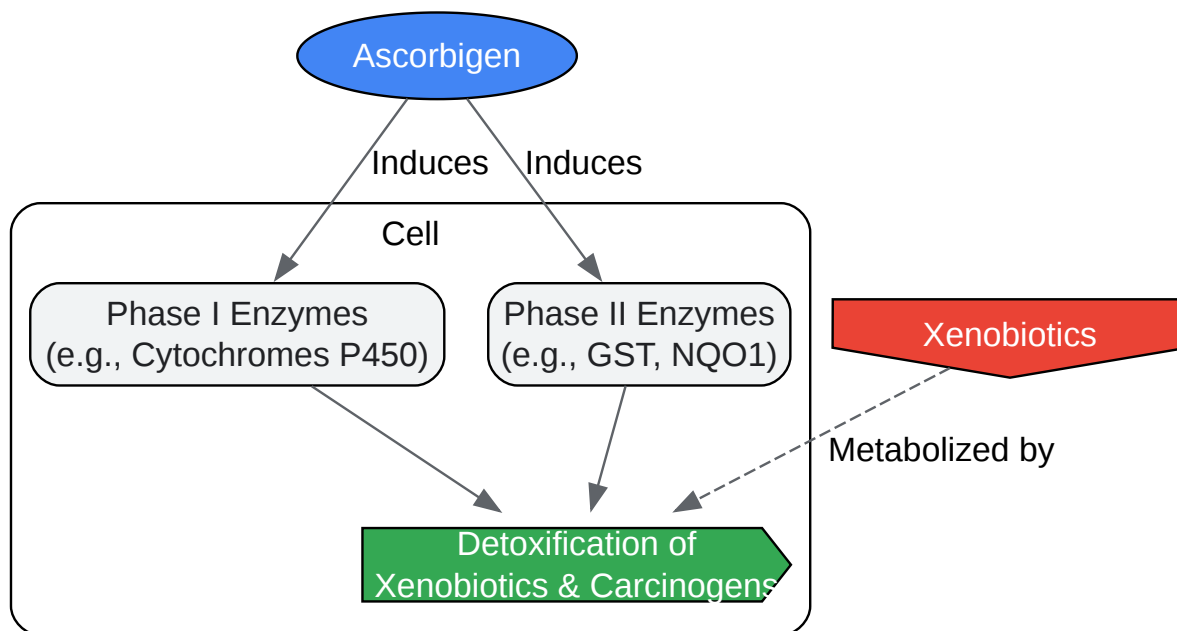 Ascorbigen
Induces
Induces
Cell
Phase I Enzymes
(e.g., Cytochromes P450)
Phase II Enzymes
(e.g., GST, NQO1)
Xenobiotics
Metabolized by
Detoxification of
Xenobiotics & Carcinogens